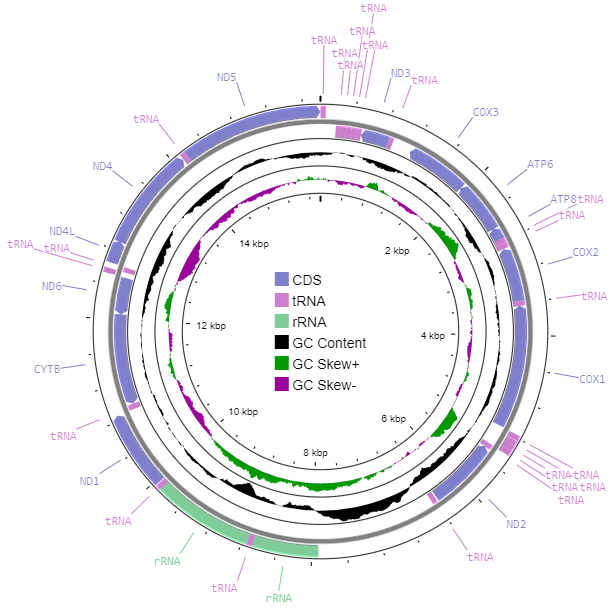 tRNA
tRNA
tRNA
tRNA
tRNA
tRNA
ND3
tRNA
ND5
COX3
tRNA
ND4
ATP6
ATP8
tRNA
tRNA
ND4L
tRNA
tRNA
COX2
ND6
tRNA
CYTB
COX1
tRNA
ND1
tRNA
tRNA
tRNA
tRNA
tRNA
tRNA
ND2
rRNA
tRNA
tRNA
rRNA
14 kbp
2 kbp
12 kbp
4 kbp
10 kbp
6 kbp
8 kbp
CDS
tRNA
rRNA
GC Content
GC Skew+
GC Skew-